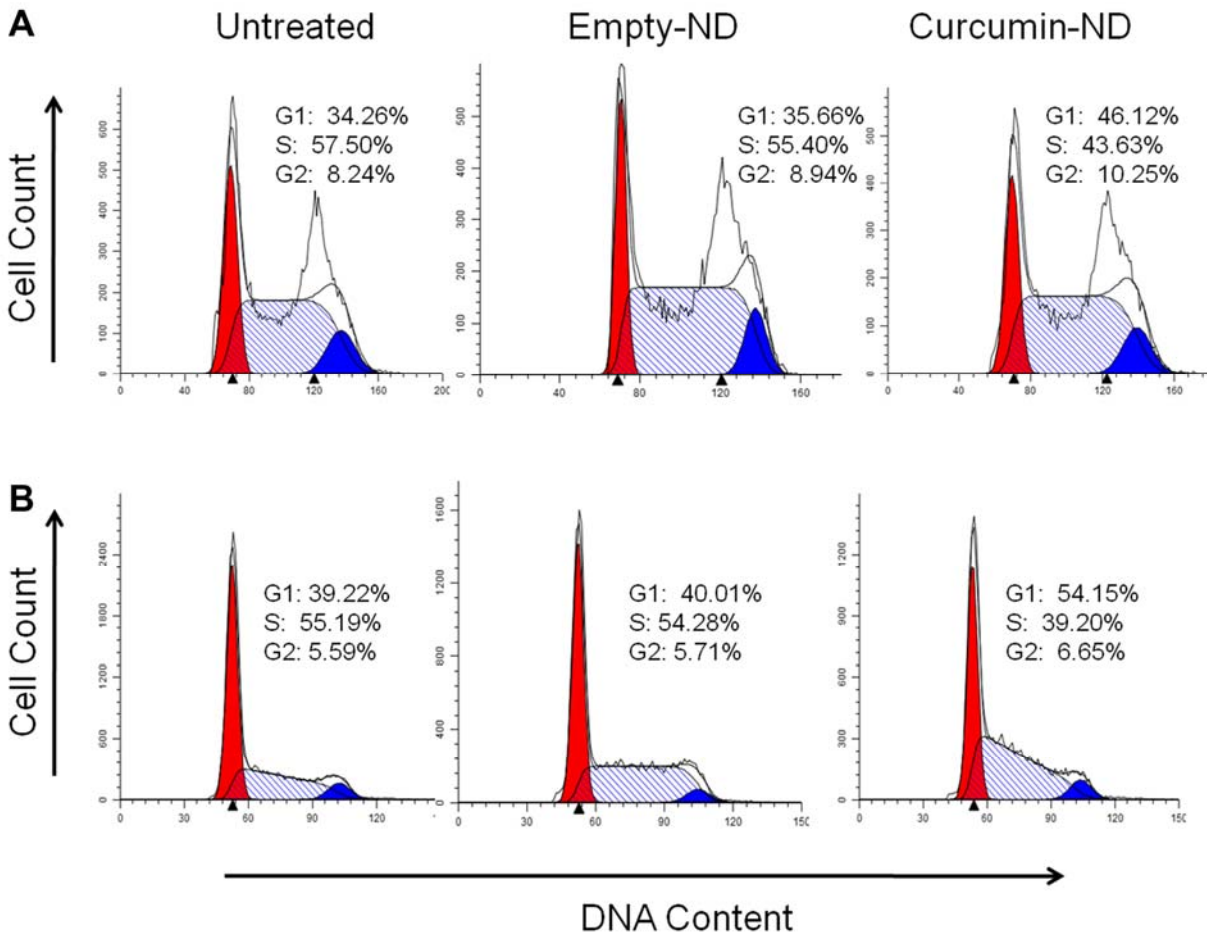 A
Untreated
Empty-ND
Curcumin-ND
Cell Count
G1: 34.26%
S: 57.50%
G2: 8.24%
600
500
400
300
200
100
0
0 40 80 120 160 200
G1: 35.66%
S: 55.40%
G2: 8.94%
500
400
300
200
100
0
0 40 80 120 160
G1: 46.12%
S: 43.63%
G2: 10.25%
500
400
300
200
100
0
0 40 80 120 160
B
Cell Count
G1: 39.22%
S: 55.19%
G2: 5.59%
2400
1800
1200
600
0
0 30 60 90 120
G1: 40.01%
S: 54.28%
G2: 5.71%
1600
1200
800
400
0
0 30 60 90 120
G1: 54.15%
S: 39.20%
G2: 6.65%
1200
900
600
300
0
0 30 60 90 120
DNA Content